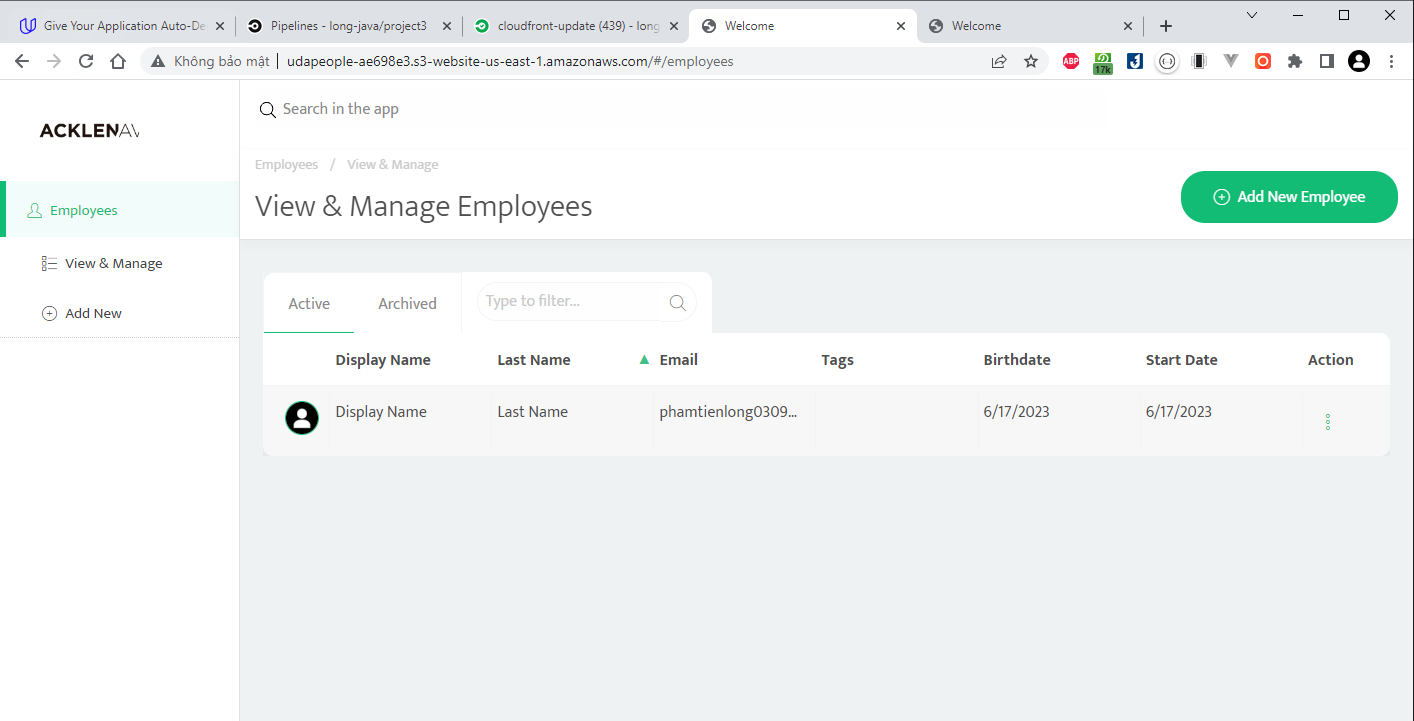 Give Your Application Auto-De
Pipelines - long-java/project3
cloudfront-update (439) - long
Welcome
Welcome
Không bảo mật
udapeople-ae698e3.s3-website-us-east-1.amazonaws.com/#/employees
ABP
17k
ACKLENAV
Search in the app
Employees / View & Manage
View & Manage Employees
Add New Employee
Employees
View & Manage
Add New
Active
Archived
Type to filter...
Display Name
Last Name
Email
Tags
Birthdate
Start Date
Action
Display Name
Last Name
phamtienlong0309...
6/17/2023
6/17/2023